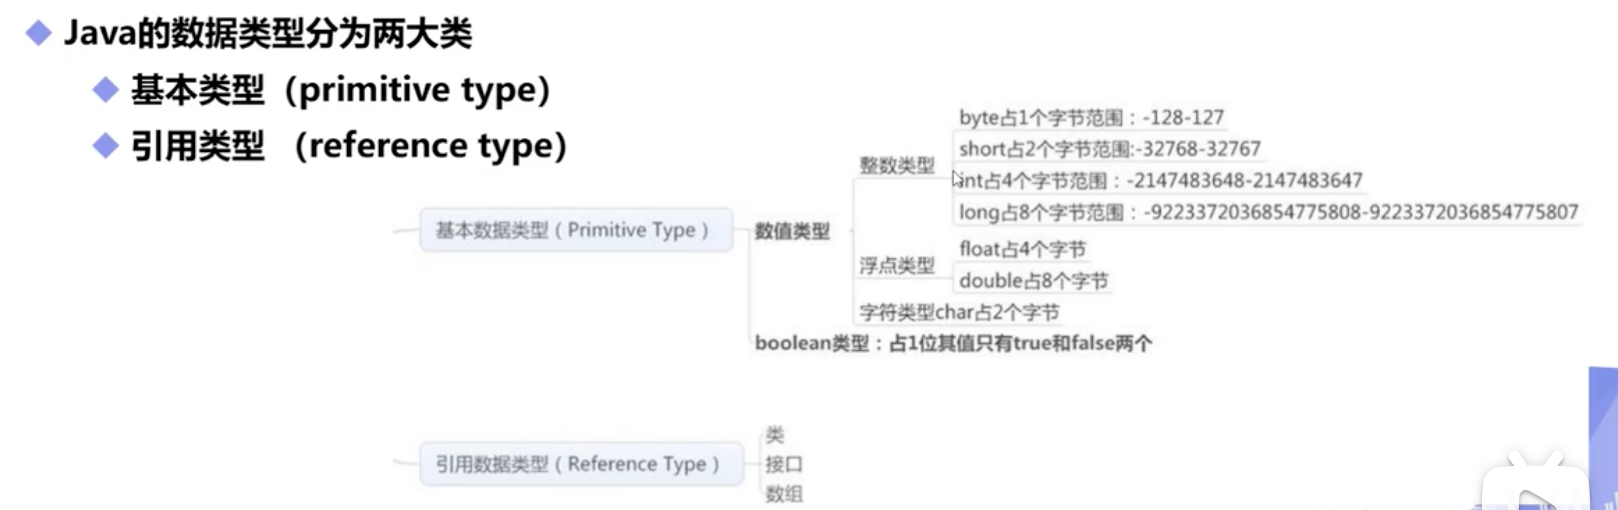 Java的数据类型分为两大类
基本类型（primitive type）
引用类型 （reference type）
基本数据类型 ( Primitive Type )
数值类型
整数类型
byte占1个字节范围：-128-127
short占2个字节范围:-32768-32767
int占4个字节范围：-2147483648-2147483647
long占8个字节范围：-9223372036854775808-9223372036854775807
浮点类型
float占4个字节
double占8个字节
字符类型char占2个字节
boolean类型：占1位其值只有true和false两个
引用数据类型 ( Reference Type )
类
接口
数组